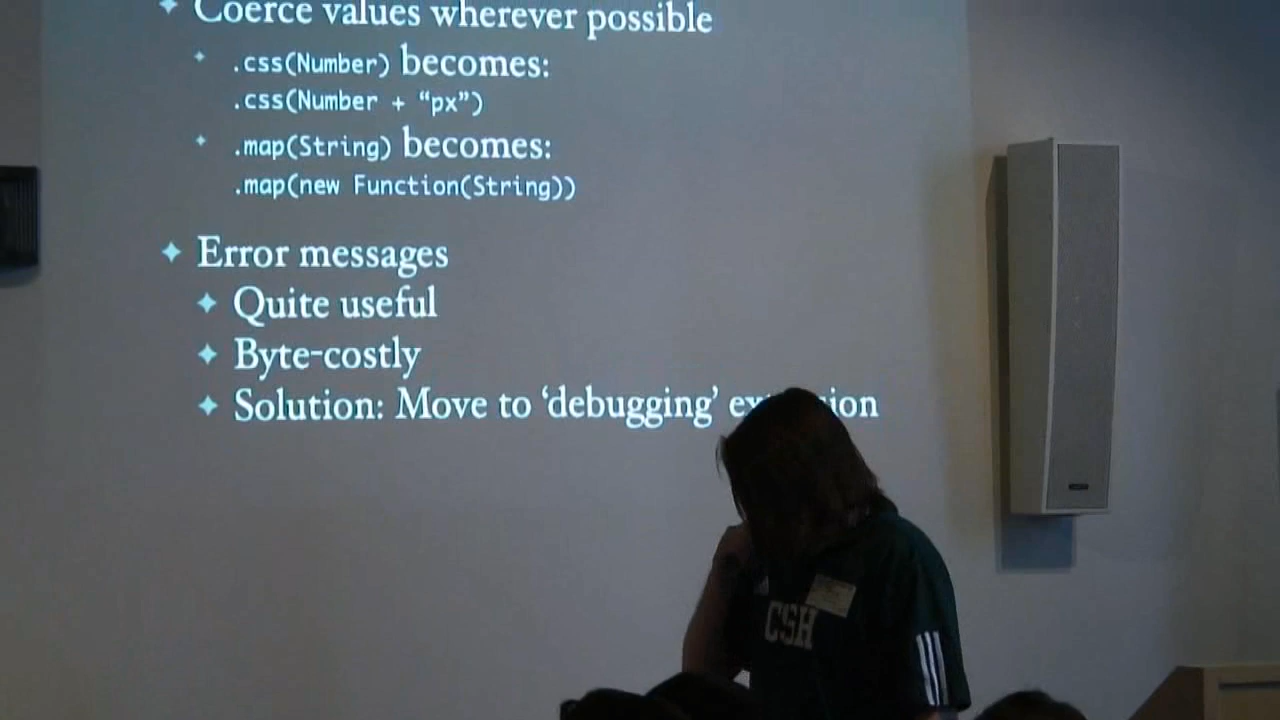 Coerce values wherever possible
.css(Number) becomes:
.css(Number + “px”)
.map(String) becomes:
.map(new Function(String))
Error messages
Quite useful
Byte-costly
Solution: Move to ‘debugging’
CSH